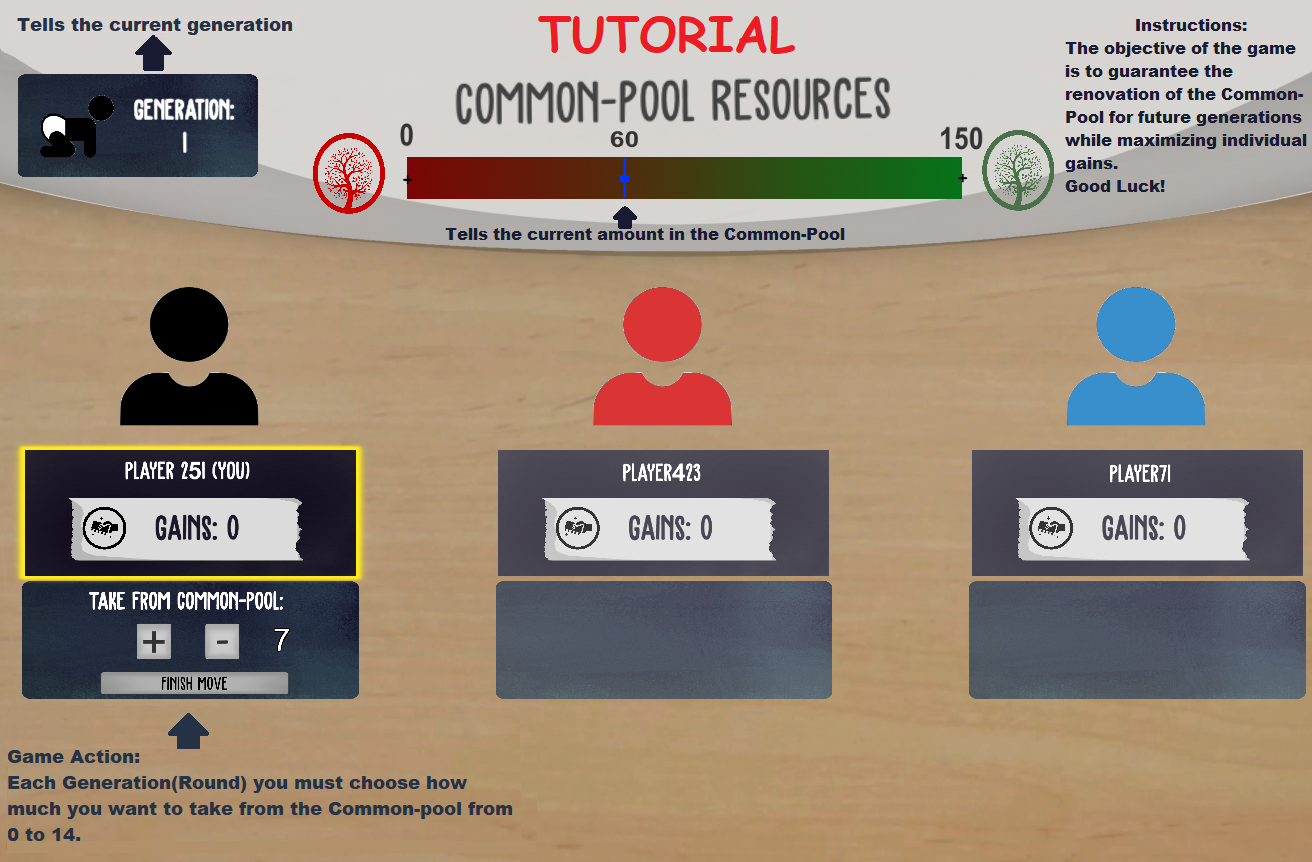 Tells the current generation
TUTORIAL
Instructions:
The objective of the game
is to guarantee the
renovation of the Common-
Pool for future generations
while maximizing individual
gains.
Good Luck!
GENERATION:
1
COMMON-POOL RESOURCES
0
60
150
Tells the current amount in the Common-Pool
PLAYER 251 (YOU)
GAINS: 0
PLAYER423
GAINS: 0
PLAYER71
GAINS: 0
TAKE FROM COMMON-POOL:
+ - 7
FINISH MOVE
Game Action:
Each Generation(Round) you must choose how
much you want to take from the Common-pool from
0 to 14.